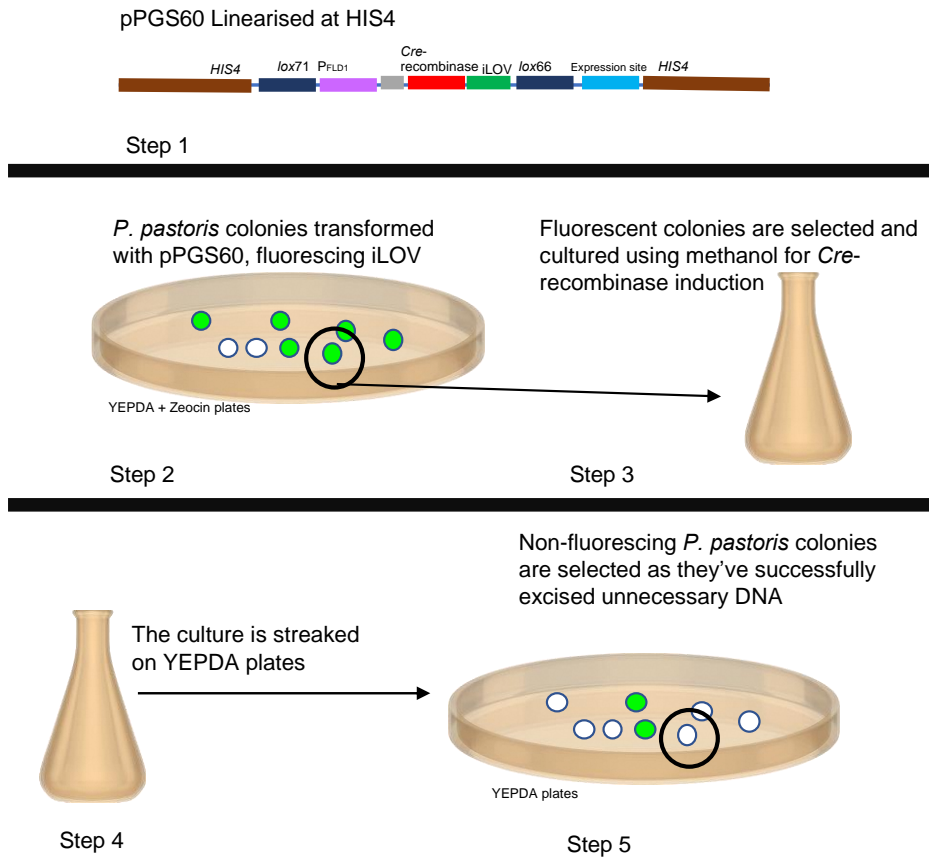 pPGS60 Linearised at HIS4
HIS4 lox71 PFLD1 Cre-
recombinase iLOV lox66 Expression site HIS4
Step 1
P. pastoris colonies transformed
with pPGS60, fluorescing iLOV
YEPDA + Zeocin plates
Step 2
Fluorescent colonies are selected and
cultured using methanol for Cre-
recombinase induction
Step 3
The culture is streaked
on YEPDA plates
Step 4
Non-fluorescing P. pastoris colonies
are selected as they've successfully
excised unnecessary DNA
YEPDA plates
Step 5